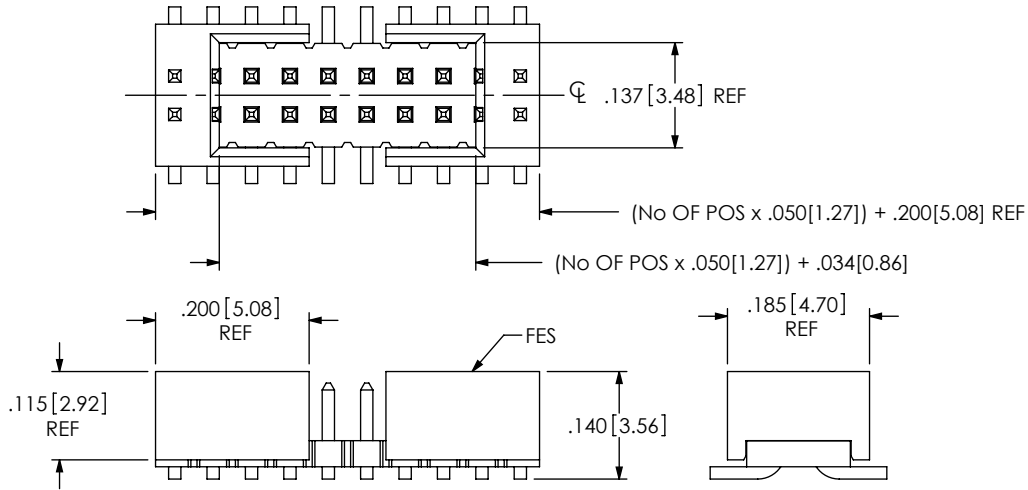 ℄ .137[3.48] REF
(No OF POS x .050[1.27]) + .200[5.08] REF
(No OF POS x .050[1.27]) + .034[0.86]
.200[5.08]
REF
FES
.185[4.70]
REF
.115[2.92]
REF
.140[3.56]